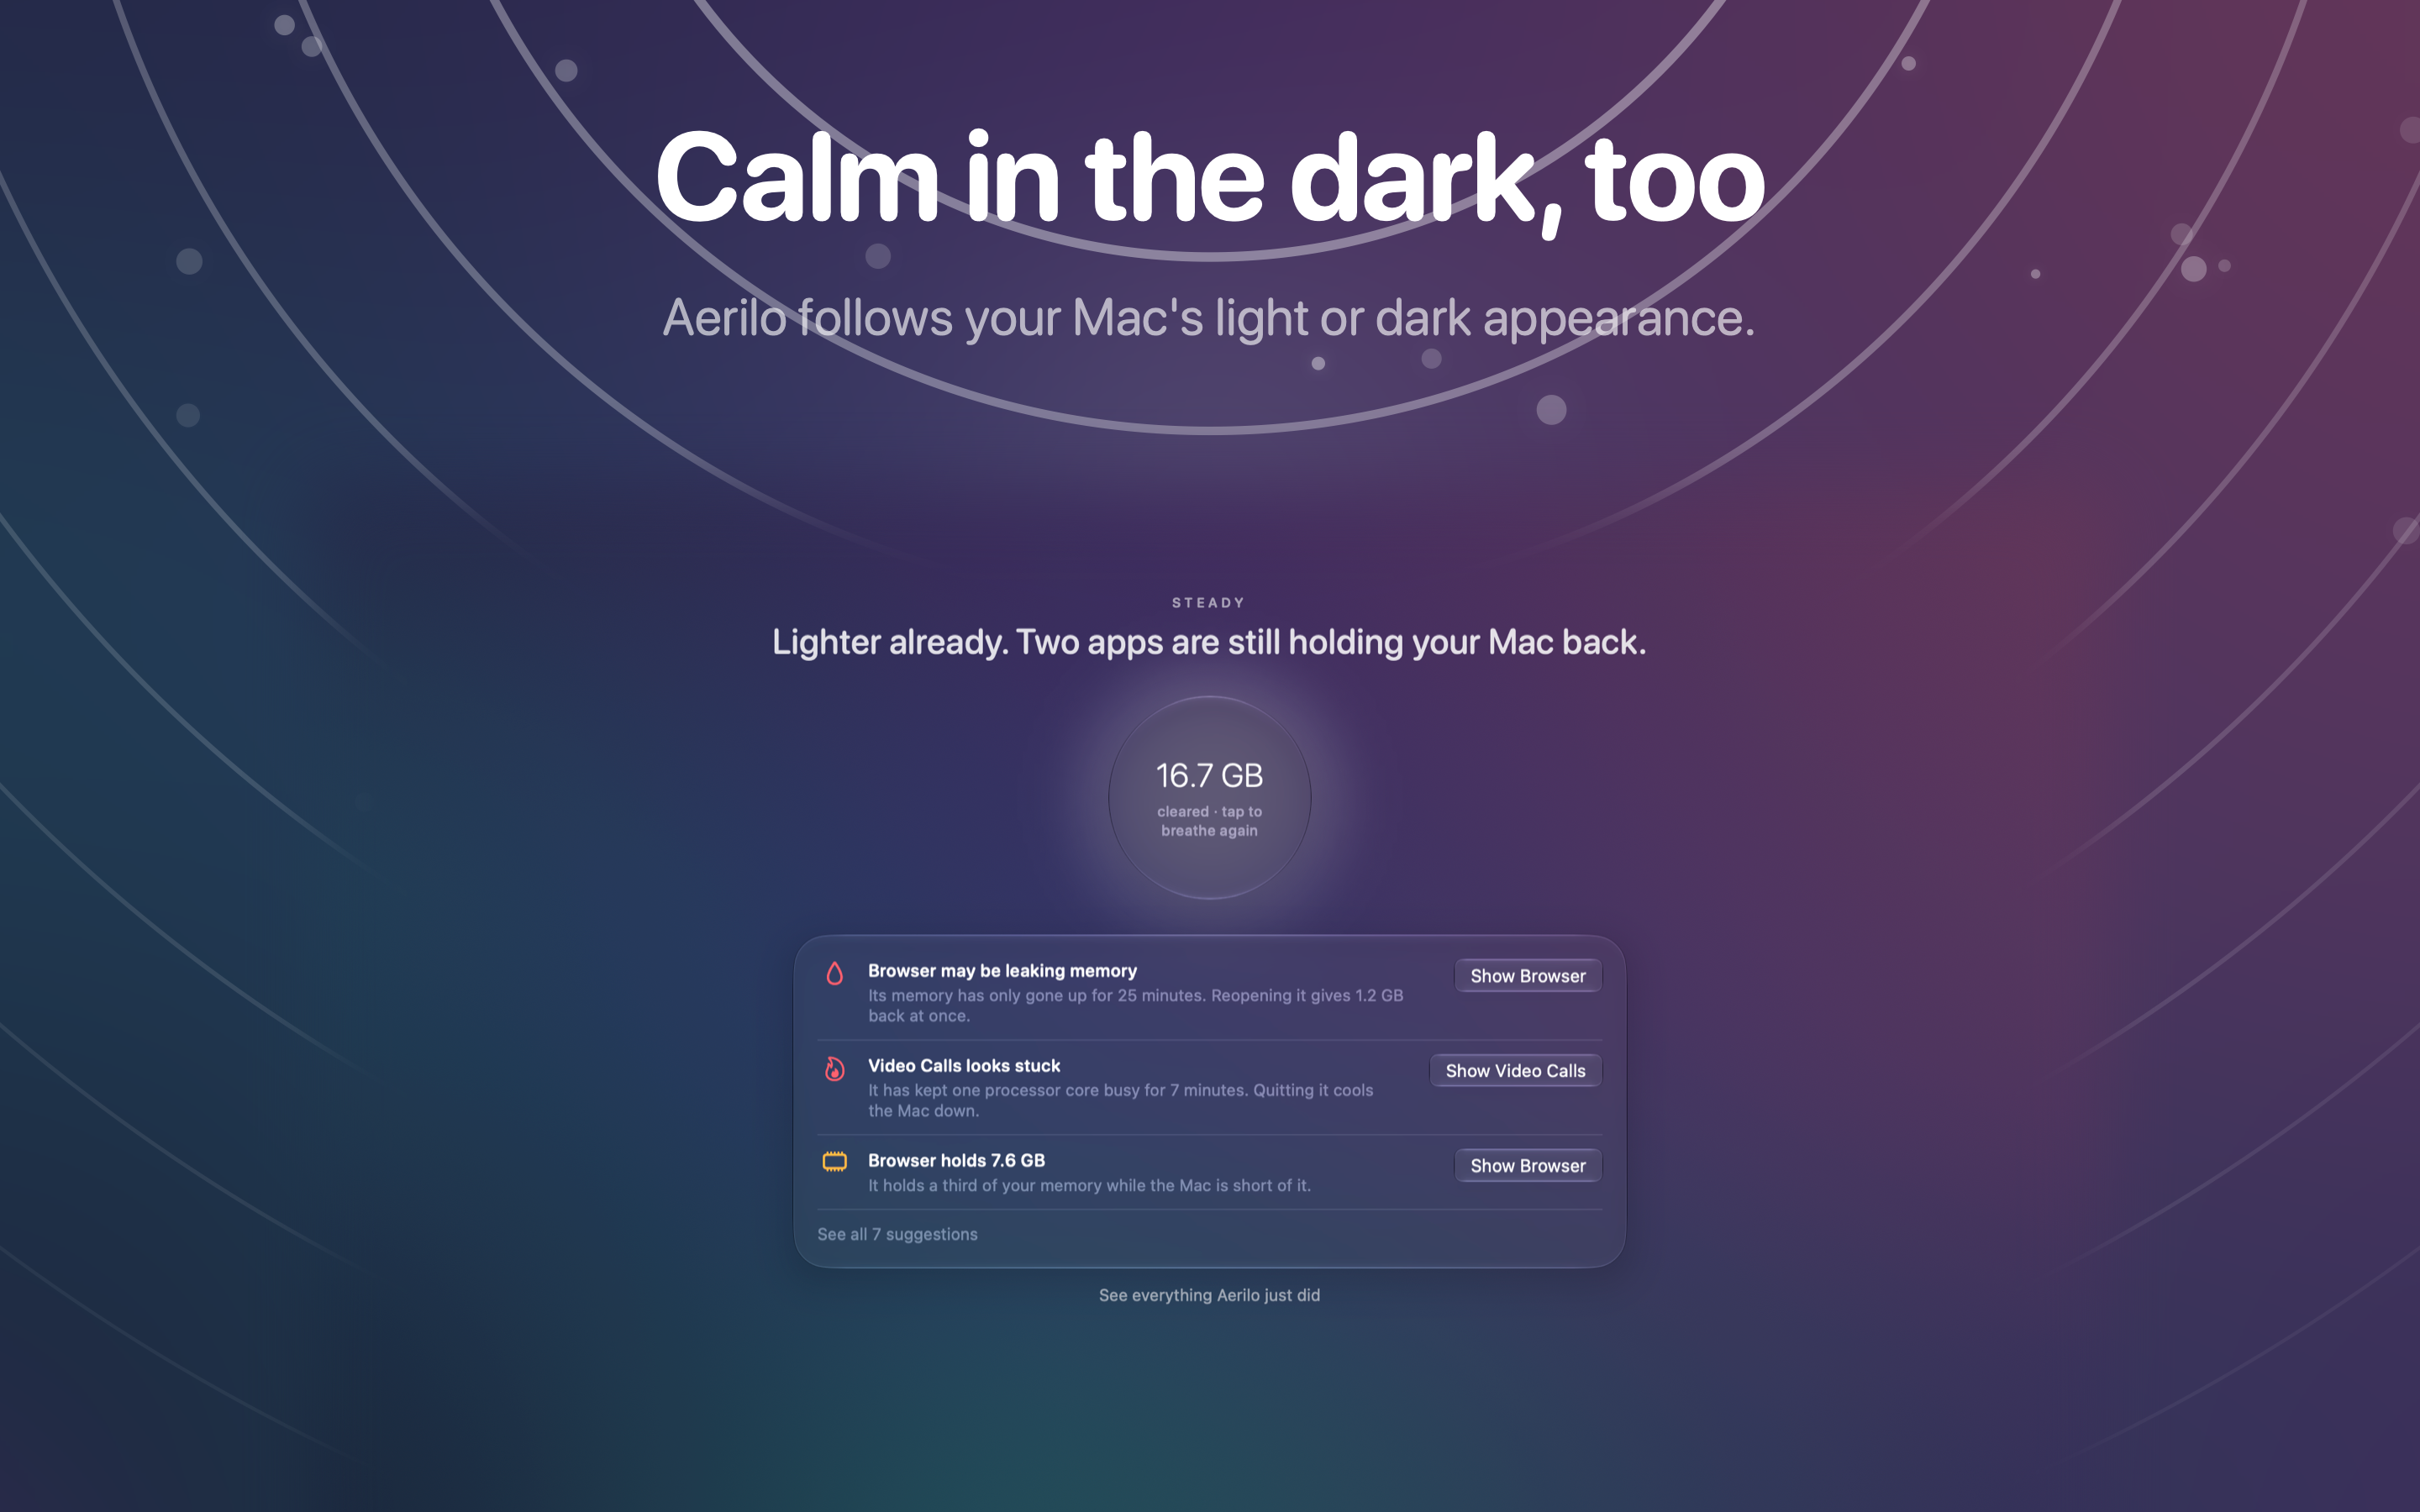 Calm in the dark, too
Aerilo follows your Mac's light or dark appearance.
STEADY
Lighter already. Two apps are still holding your Mac back.
16.7 GB
cleared · tap to
breathe again
Browser may be leaking memory
Show Browser
Its memory has only gone up for 25 minutes. Reopening it gives 1.2 GB
back at once.
Video Calls looks stuck
Show Video Calls
It has kept one processor core busy for 7 minutes. Quitting it cools
the Mac down.
Browser holds 7.6 GB
Show Browser
It holds a third of your memory while the Mac is short of it.
See all 7 suggestions
See everything Aerilo just did